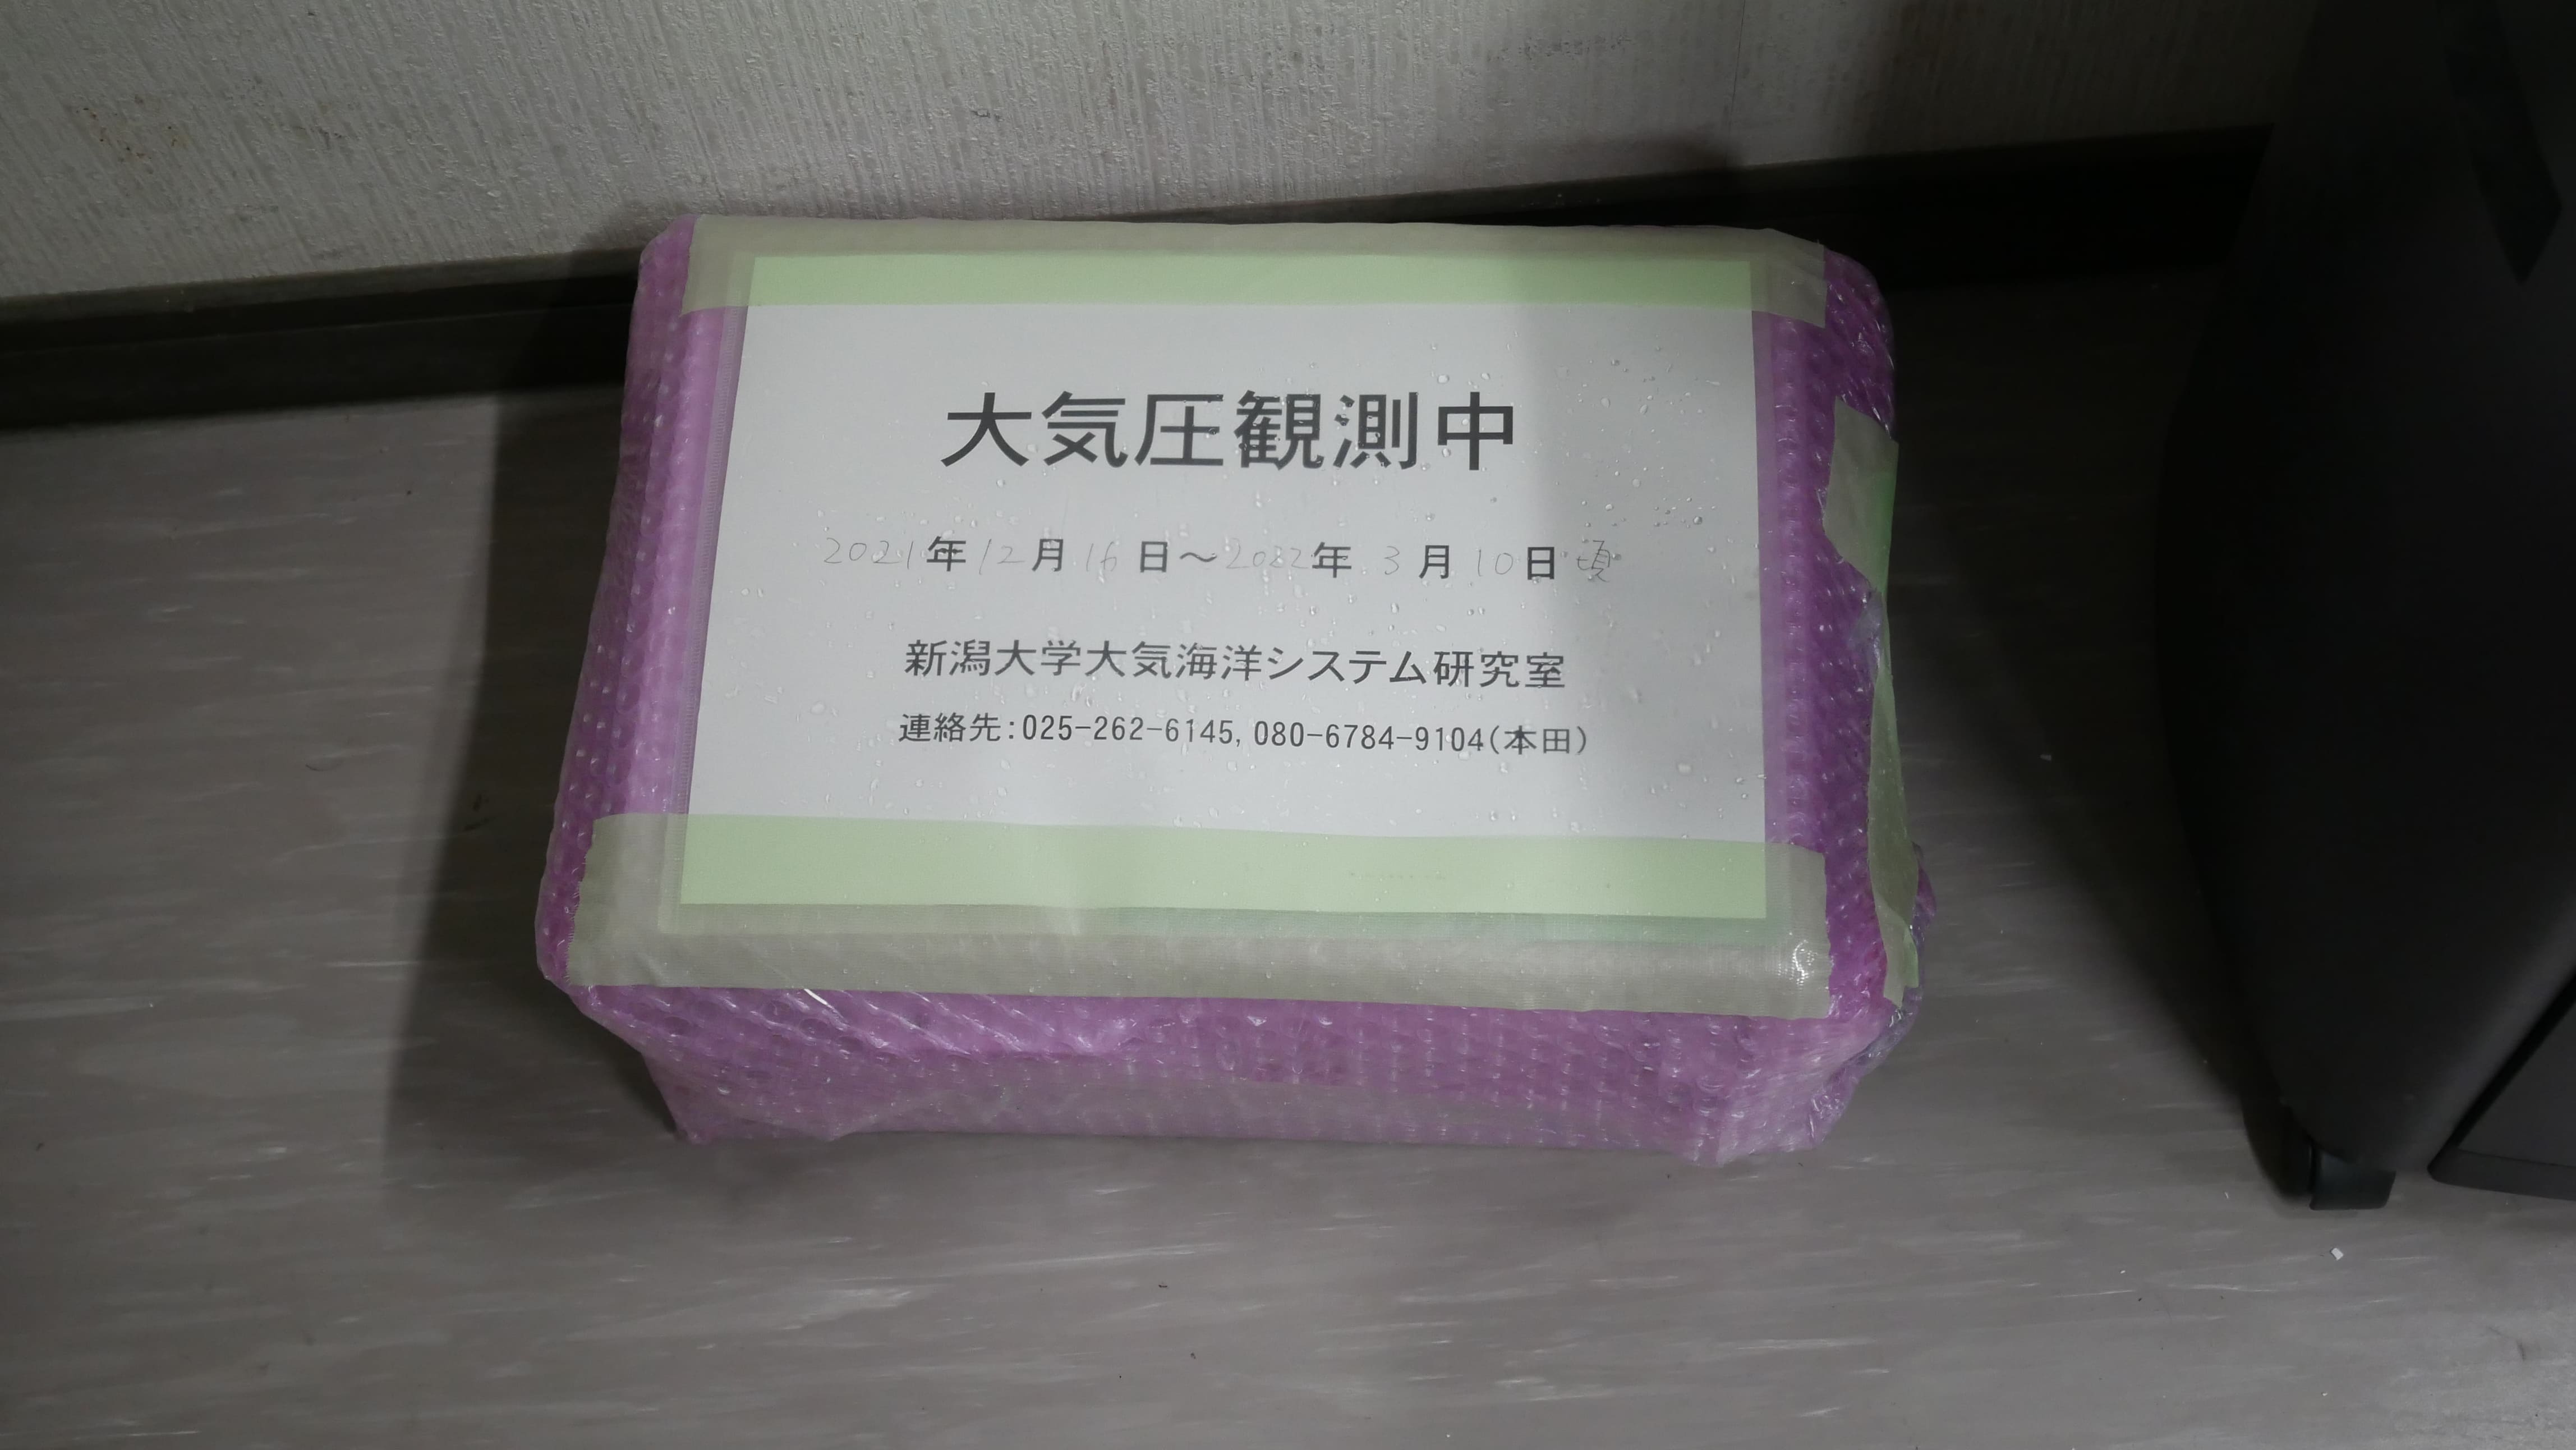 大気圧観測中
2021年12月16日～2022年3月10日頃
新潟大学大気海洋システム研究室
連絡先：025-262-6145, 080-6784-9104（本田）